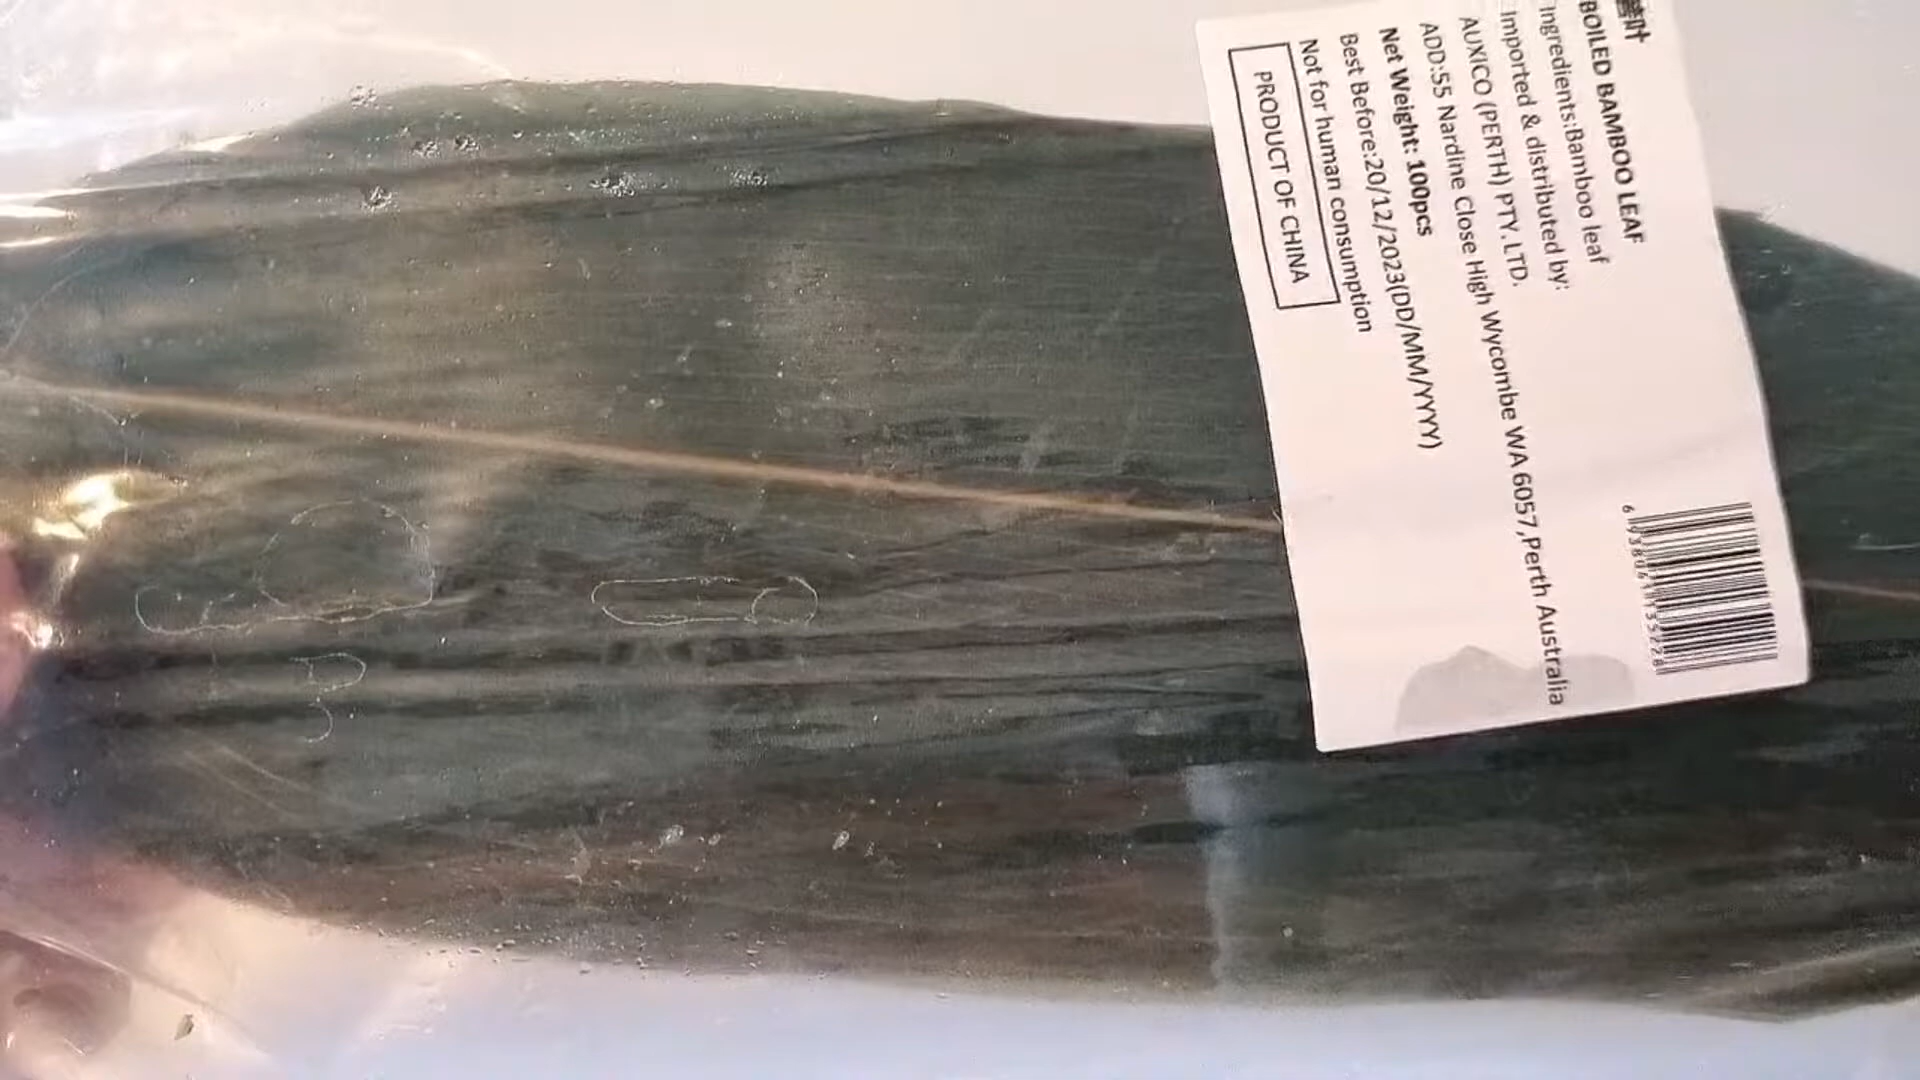 箬叶
BOILED BAMBOO LEAF
Ingredients:Bamboo leaf
Imported & distributed by:
AUXICO (PERTH) PTY. LTD.
ADD:55 Nardine Close High Wycombe WA 6057,Perth Australia
Net Weight: 100pcs
Best Before:20/12/2023(DD/MM/YYYY)
Not for human consumption
PRODUCT OF CHINA